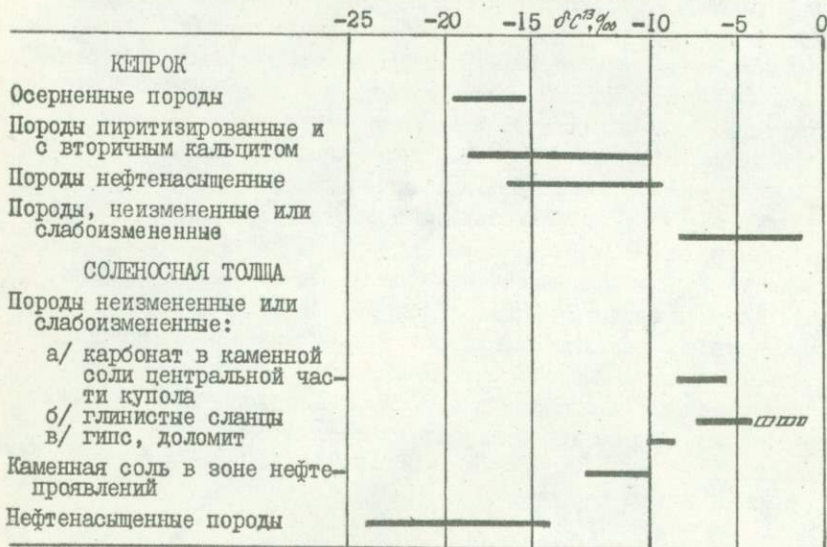 -25 -20 -15 δC¹³,‰ -10 -5 0
КЕПРОК
Осерненные породы
Породы пиритизированные и
с вторичным кальцитом
Породы нефтенасыщенные
Породы, неизмененные или
слабоизмененные
СОЛЕНОСНАЯ ТОЛЩА
Породы неизмененные или
слабоизмененные:
а/ карбонат в каменной
соли центральной час-
ти купола
б/ глинистые сланцы
в/ гипс, доломит
Каменная соль в зоне нефте-
проявлений
Нефтенасыщенные породы